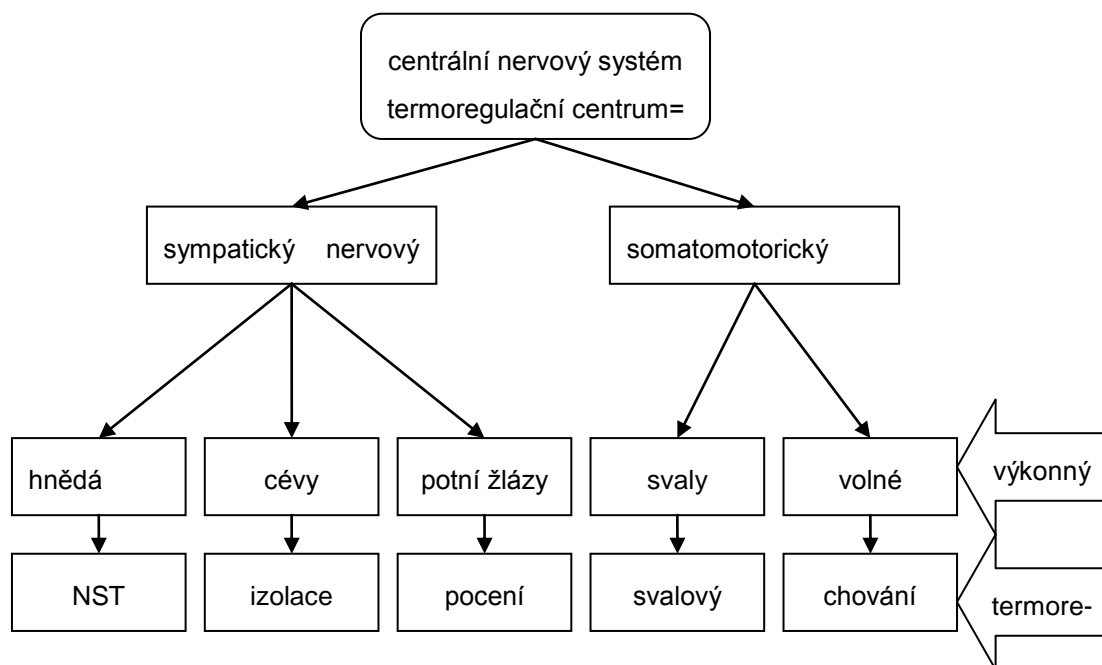 centrální nervový systém
termoregulační centrum=
sympatický nervový
somatomotorický
hnědá
cévy
potní žlázy
svaly
volné
výkonný
NST
izolace
pocení
svalový
chování
termore-